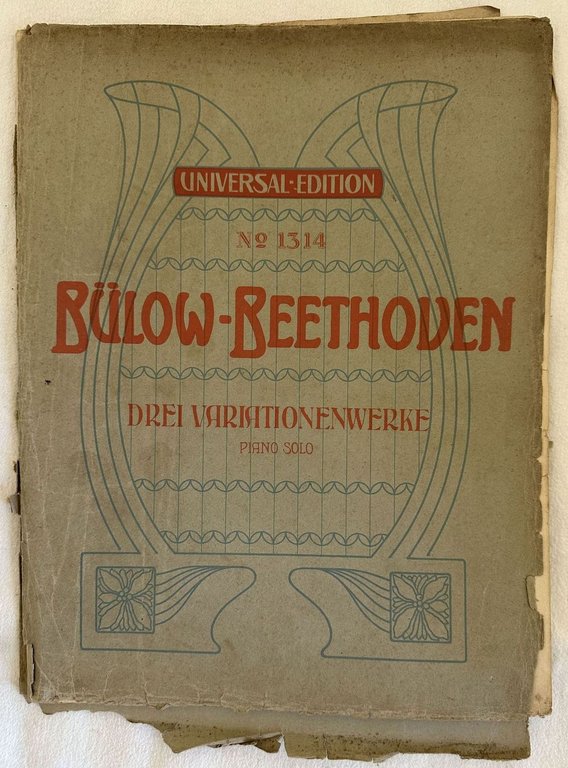 UNIVERSAL·EDITION
No 1314
BÜLOW-BEETHOVEN
DREI VARIATIONENWERKE
PIANO SOLO